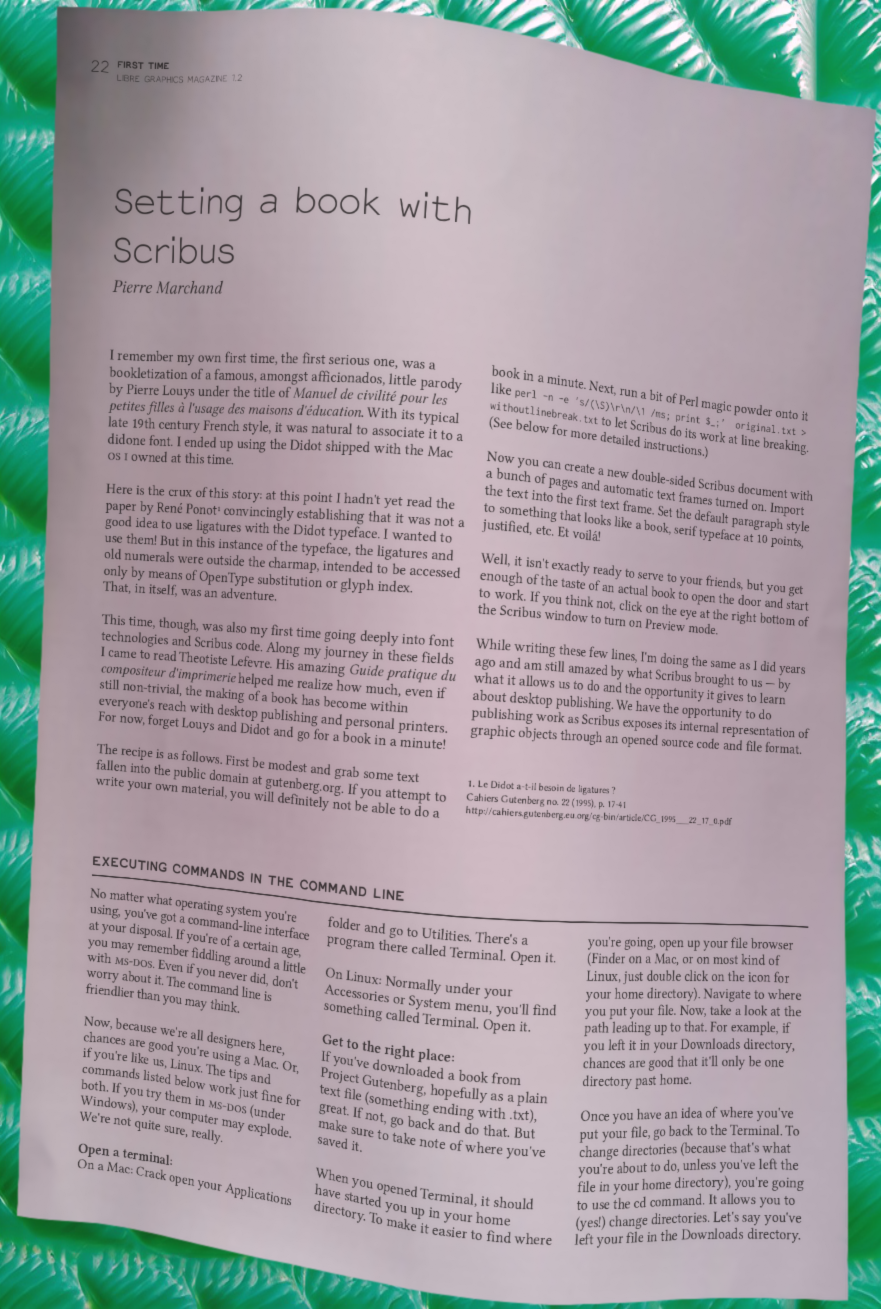 22 FIRST TIME
LIBRE GRAPHICS MAGAZINE 1.2
Setting a book with
Scribus
Pierre Marchand
I remember my own first time, the first serious one, was a
bookletization of a famous, amongst afficionados, little parody
by Pierre Louys under the title of Manuel de civilité pour les
petites filles à l'usage des maisons d'éducation. With its typical
late 19th century French style, it was natural to associate it to a
didone font. I ended up using the Didot shipped with the Mac
OS I owned at this time.
Here is the crux of this story: at this point I hadn't yet read the
paper by René Ponot¹ convincingly establishing that it was not a
good idea to use ligatures with the Didot typeface. I wanted to
use them! But in this instance of the typeface, the ligatures and
old numerals were outside the charmap, intended to be accessed
only by means of OpenType substitution or glyph index.
That, in itself, was an adventure.
This time, though, was also my first time going deeply into font
technologies and Scribus code. Along my journey in these fields
I came to read Theotiste Lefevre. His amazing Guide pratique du
compositeur d'imprimerie helped me realize how much, even if
still non-trivial, the making of a book has become within
everyone's reach with desktop publishing and personal printers.
For now, forget Louys and Didot and go for a book in a minute!
The recipe is as follows. First be modest and grab some text
fallen into the public domain at gutenberg.org. If you attempt to
write your own material, you will definitely not be able to do a
book in a minute. Next, run a bit of Perl magic powder onto it
like perl -n -e 's/(\S)\r\n/\1 /ms; print $_;' original.txt >
withoutlinebreak.txt to let Scribus do its work at line breaking.
(See below for more detailed instructions.)
Now you can create a new double-sided Scribus document with
a bunch of pages and automatic text frames turned on. Import
the text into the first text frame. Set the default paragraph style
to something that looks like a book, serif typeface at 10 points,
justified, etc. Et voilá!
Well, it isn't exactly ready to serve to your friends, but you get
enough of the taste of an actual book to open the door and start
to work. If you think not, click on the eye at the right bottom of
the Scribus window to turn on Preview mode.
While writing these few lines, I'm doing the same as I did years
ago and am still amazed by what Scribus brought to us — by
what it allows us to do and the opportunity it gives to learn
about desktop publishing. We have the opportunity to do
publishing work as Scribus exposes its internal representation of
graphic objects through an opened source code and file format.
1. Le Didot a-t-il besoin de ligatures ?
Cahiers Gutenberg no. 22 (1995), p. 17-41
http://cahiers.gutenberg.eu.org/cg-bin/article/CG_1995___22_17_0.pdf
EXECUTING COMMANDS IN THE COMMAND LINE
No matter what operating system you're
using, you've got a command-line interface
at your disposal. If you're of a certain age,
you may remember fiddling around a little
with MS-DOS. Even if you never did, don't
worry about it. The command line is
friendlier than you may think.
Now, because we're all designers here,
chances are good you're using a Mac. Or,
if you're like us, Linux. The tips and
commands listed below work just fine for
both. If you try them in MS-DOS (under
Windows), your computer may explode.
We're not quite sure, really.
Open a terminal:
On a Mac: Crack open your Applications
folder and go to Utilities. There's a
program there called Terminal. Open it.
On Linux: Normally under your
Accessories or System menu, you'll find
something called Terminal. Open it.
Get to the right place:
If you've downloaded a book from
Project Gutenberg, hopefully as a plain
text file (something ending with .txt),
great. If not, go back and do that. But
make sure to take note of where you've
saved it.
When you opened Terminal, it should
have started you up in your home
directory. To make it easier to find where
you're going, open up your file browser
(Finder on a Mac, or on most kind of
Linux, just double click on the icon for
your home directory). Navigate to where
you put your file. Now, take a look at the
path leading up to that. For example, if
you left it in your Downloads directory,
chances are good that it'll only be one
directory past home.
Once you have an idea of where you've
put your file, go back to the Terminal. To
change directories (because that's what
you're about to do, unless you've left the
file in your home directory), you're going
to use the cd command. It allows you to
(yes!) change directories. Let's say you've
left your file in the Downloads directory.